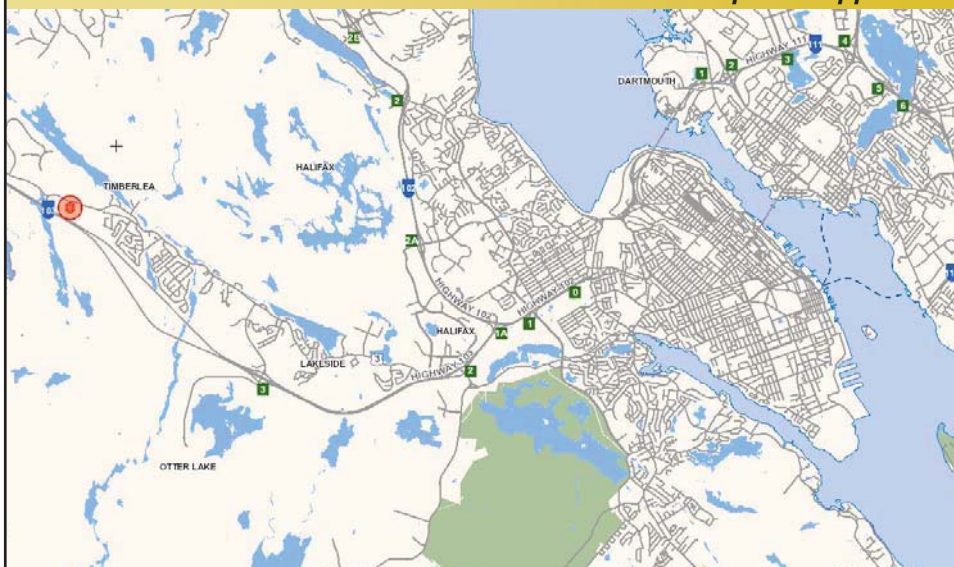 2B
4
111
HIGHWAY 111
3
2
1
DARTMOUTH
5
2
6
HALIFAX
TIMBERLEA
102
103
2A
11
0
HIGHWAY 102
HIGHWAY 102
1
HALIFAX
1A
LAKESIDE
3
HIGHWAY 103
2
3
OTTER LAKE